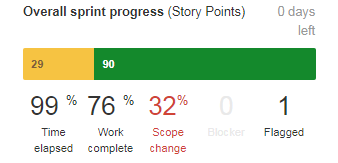 Overall sprint progress (Story Points) 0 days
left
29 90
99 % 76 % 32% 0 1
Time Work Scope Blocker Flagged
elapsed complete change